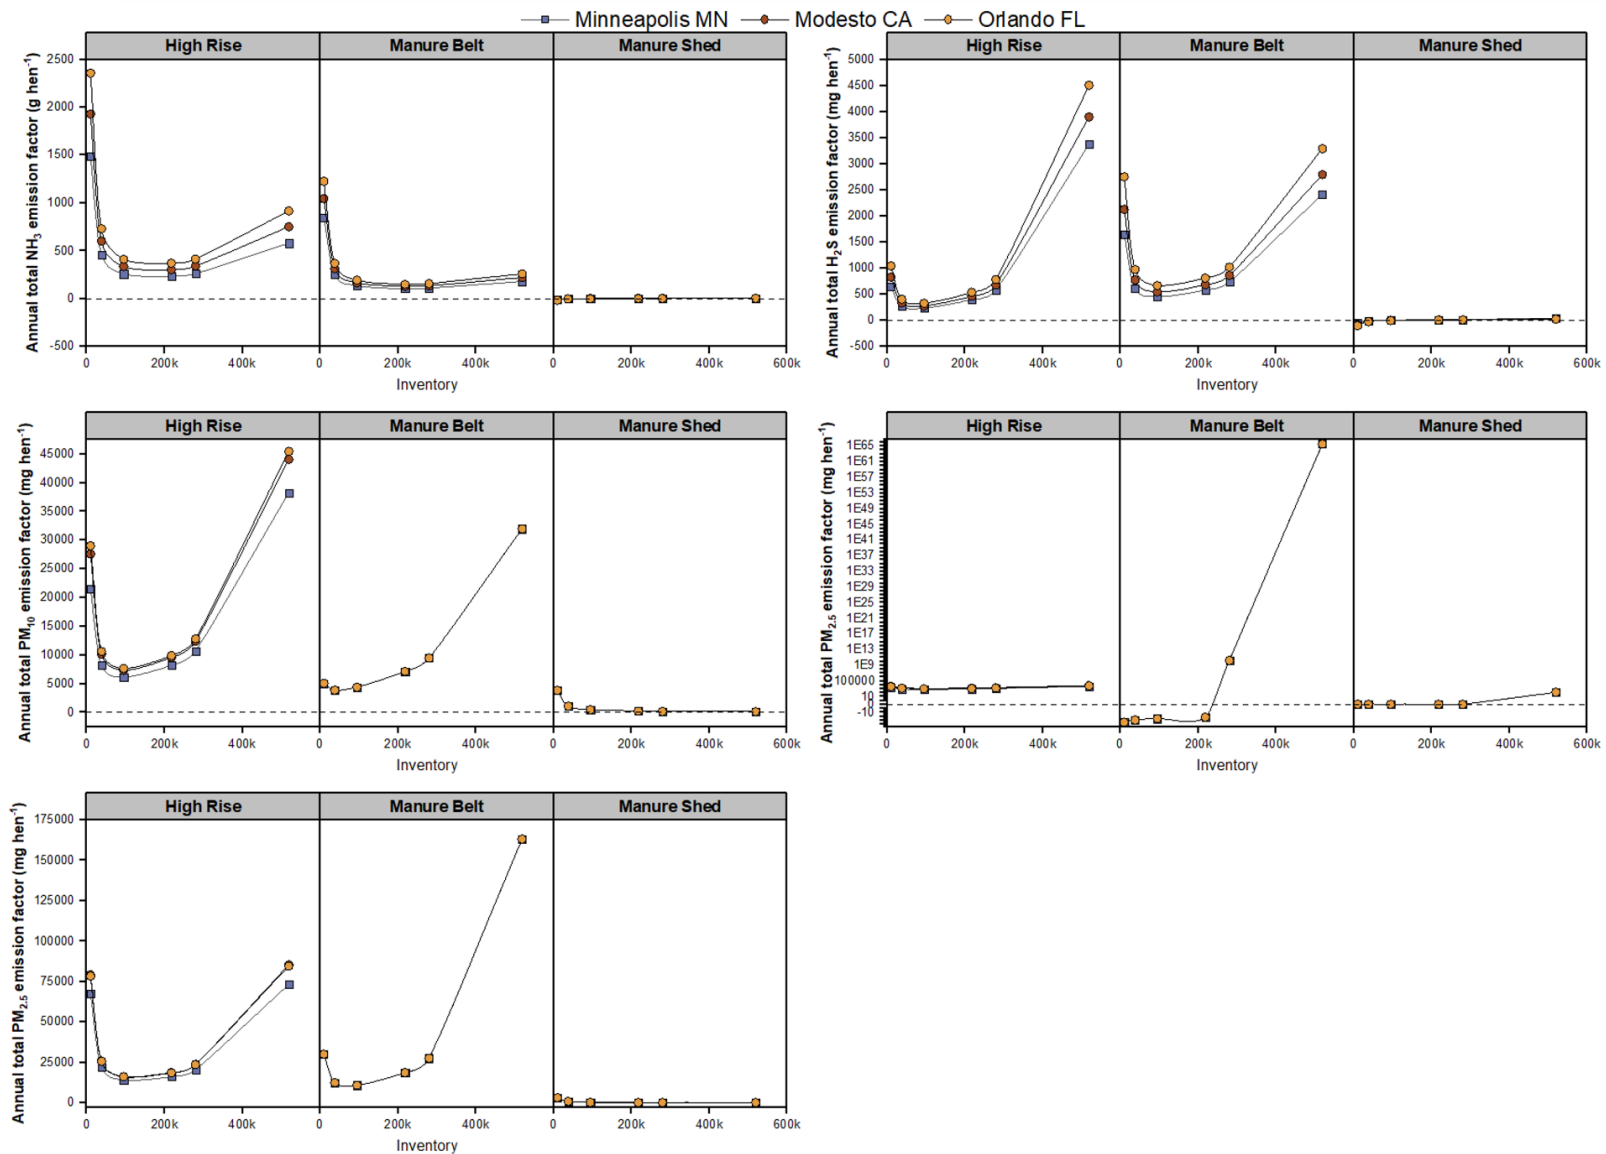 Minneapolis MN Modesto CA Orlando FL
High Rise Manure Belt Manure Shed
Annual total NH3 emission factor (g hen-1)
2500
2000
1500
1000
500
0
-500
0 200k 400k 0 200k 400k 0 200k 400k 600k
Inventory
High Rise Manure Belt Manure Shed
Annual total H2S emission factor (mg hen-1)
5000
4500
4000
3500
3000
2500
2000
1500
1000
500
0
-500
0 200k 400k 0 200k 400k 0 200k 400k 600k
Inventory
High Rise Manure Belt Manure Shed
Annual total PM10 emission factor (mg hen-1)
45000
40000
35000
30000
25000
20000
15000
10000
5000
0
0 200k 400k 0 200k 400k 0 200k 400k 600k
Inventory
High Rise Manure Belt Manure Shed
Annual total PM2.5 emission factor (mg hen-1)
1E65
1E61
1E57
1E53
1E49
1E45
1E41
1E37
1E33
1E29
1E25
1E21
1E17
1E13
1E9
100000
10
0
-10
0 200k 400k 0 200k 400k 0 200k 400k 600k
Inventory
High Rise Manure Belt Manure Shed
Annual total PM2.5 emission factor (mg hen-1)
175000
150000
125000
100000
75000
50000
25000
0
0 200k 400k 0 200k 400k 0 200k 400k 600k
Inventory